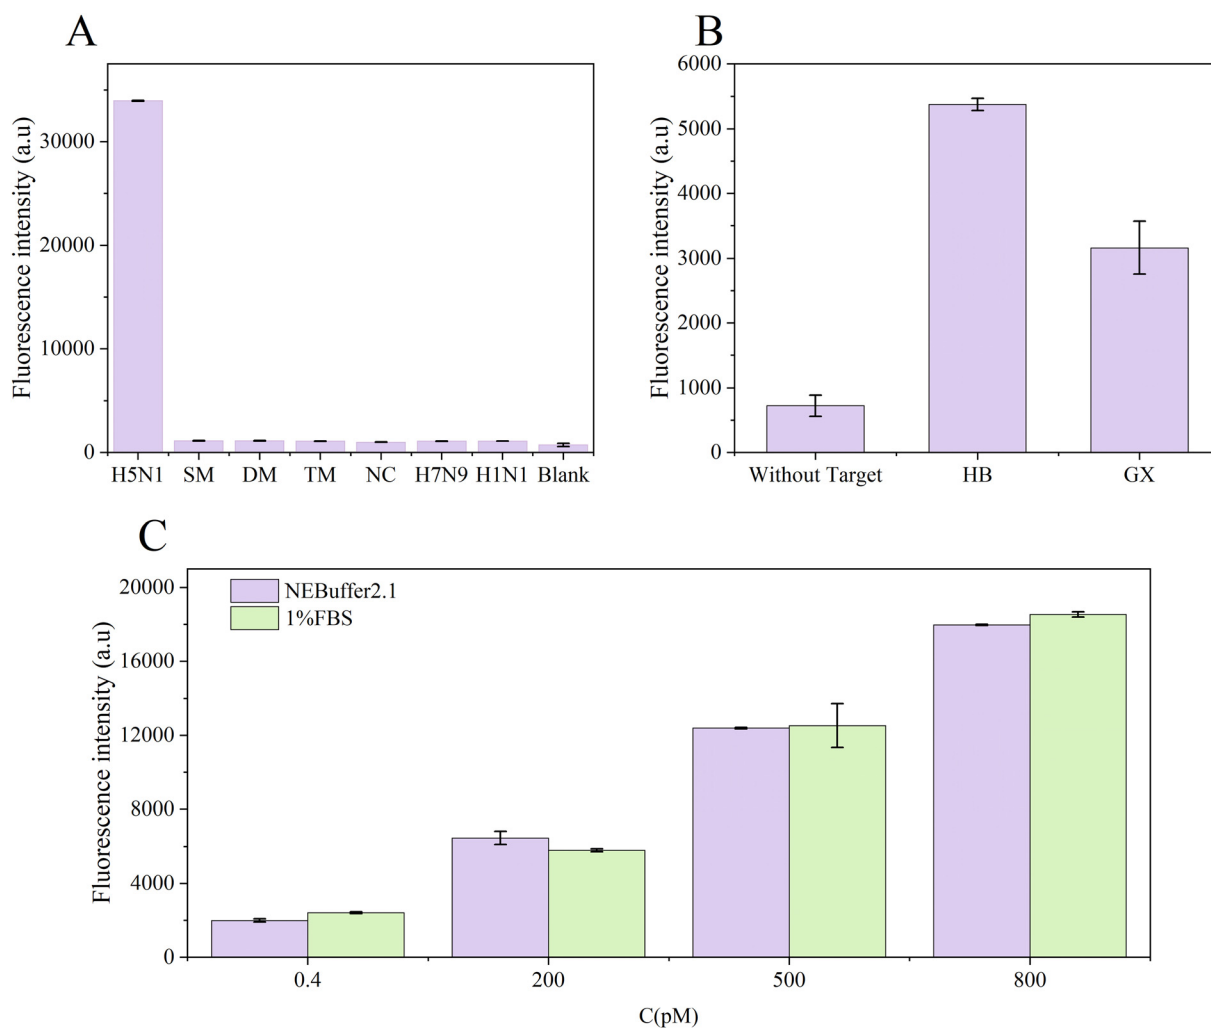 A
Fluorescence intensity (a.u)
30000
20000
10000
0
H5N1 SM DM TM NC H7N9 H1N1 Blank
B
Fluorescence intensity (a.u)
6000
5000
4000
3000
2000
1000
0
Without Target HB GX
C
Fluorescence intensity (a.u)
20000
16000
12000
8000
4000
0
NEBuffer2.1
1%FBS
0.4 200 500 800
C(pM)